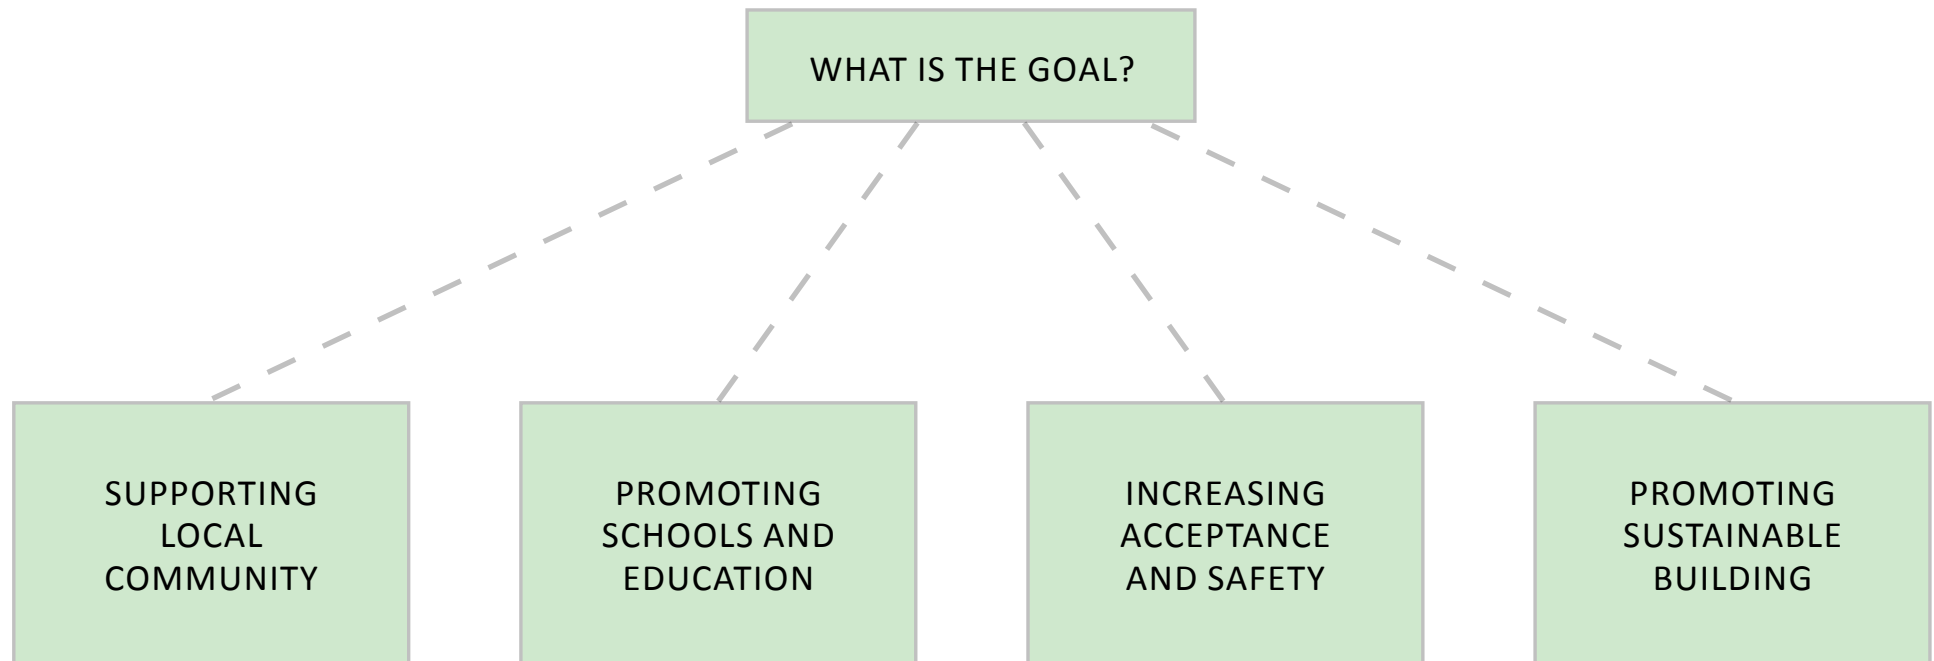 WHAT IS THE GOAL?
SUPPORTING
LOCAL
COMMUNITY
PROMOTING
SCHOOLS AND
EDUCATION
INCREASING
ACCEPTANCE
AND SAFETY
PROMOTING
SUSTAINABLE
BUILDING